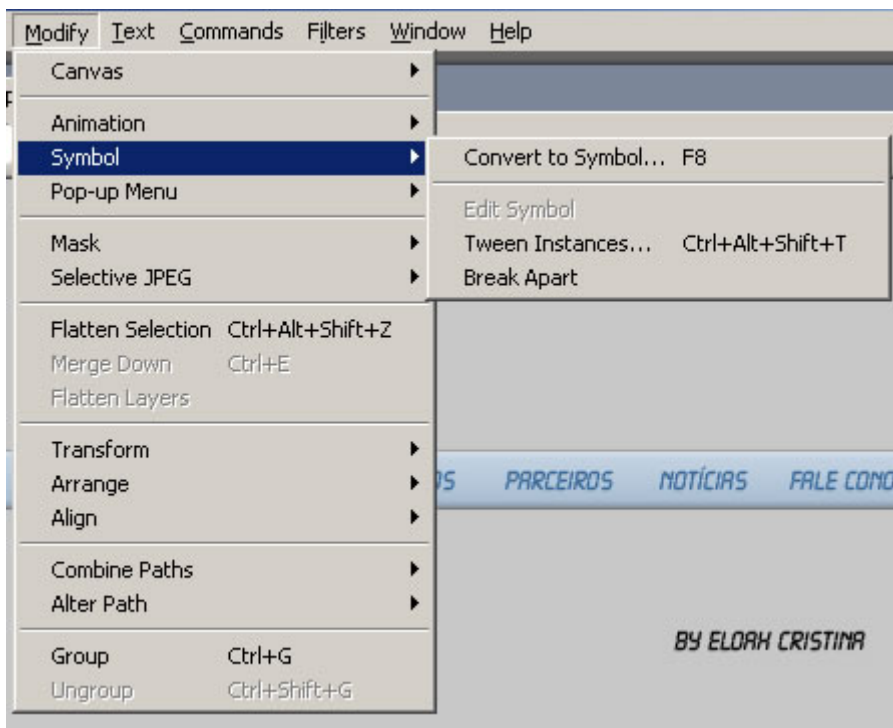 Modify Text Commands Filters Window Help
Canvas
Animation
Symbol
Pop-up Menu
Mask
Selective JPEG
Flatten Selection Ctrl+Alt+Shift+Z
Merge Down Ctrl+E
Flatten Layers
Transform
Arrange
Align
Combine Paths
Alter Path
Group Ctrl+G
Ungroup Ctrl+Shift+G
Convert to Symbol... F8
Edit Symbol
Tween Instances... Ctrl+Alt+Shift+T
Break Apart
PARCEIROS NOTÍCIAS FALE
BY ELOAH CRISTINA